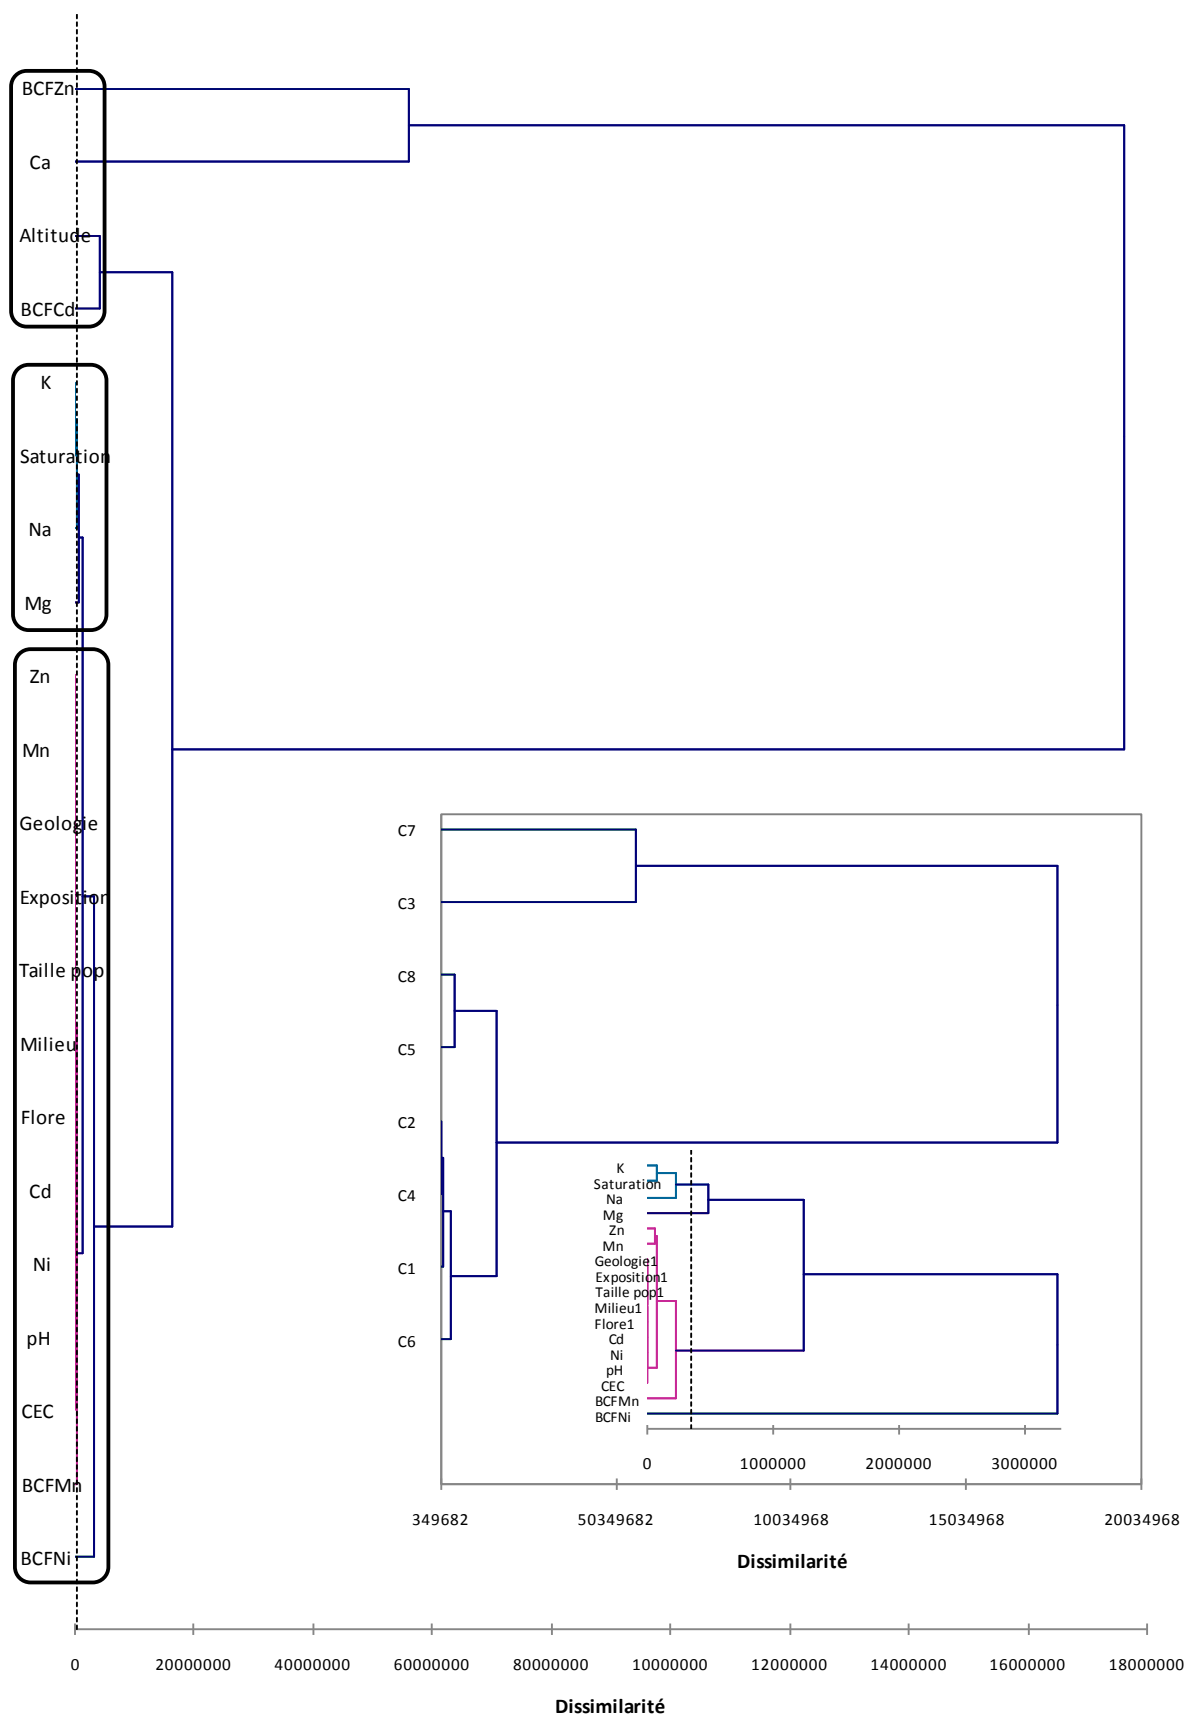 BCFZn
Ca
Altitude
BCFCd
K
Saturation
Na
Mg
Zn
Mn
Geologie
Exposition
Taille pop
Milieu
Flore
Cd
Ni
pH
CEC
BCFMn
BCFNi
C7
C3
C8
C5
C2
C4
C1
C6
K
Saturation
Na
Mg
Zn
Mn
Geologie1
Exposition1
Taille pop1
Milieu1
Flore1
Cd
Ni
pH
CEC
BCFMn
BCFNi
0 1000000 2000000 3000000
349682 50349682 10034968 15034968 20034968
Dissimilarité
0 20000000 40000000 60000000 80000000 10000000 12000000 14000000 16000000 18000000
Dissimilarité